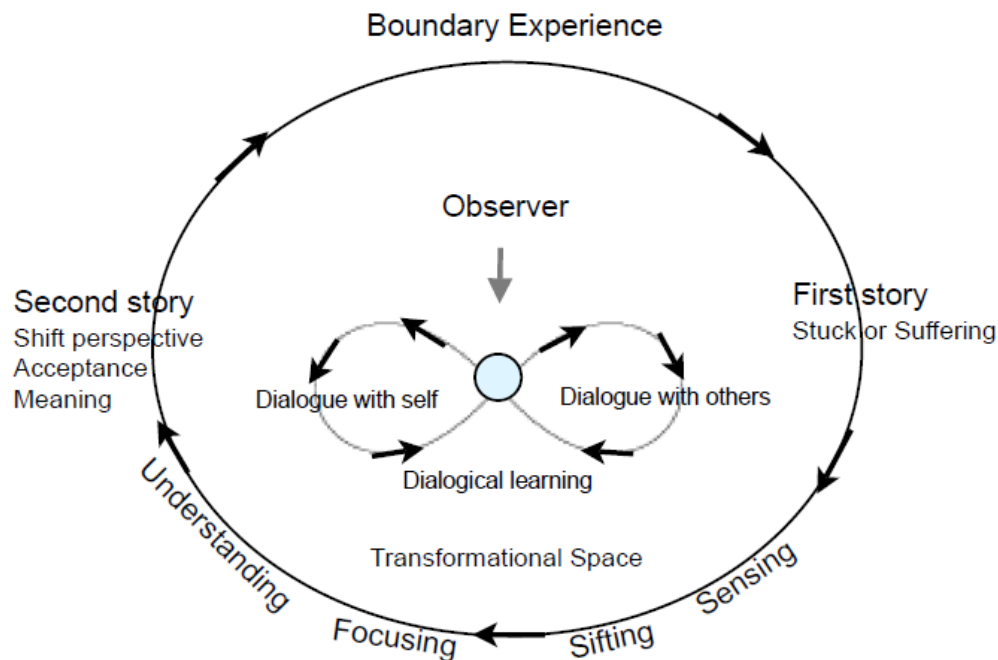 Boundary Experience
Observer
Second story
Shift perspective
Acceptance
Meaning
First story
Stuck or Suffering
Dialogue with self
Dialogue with others
Dialogical learning
Transformational Space
Sensing
Sifting
Focusing
Understanding